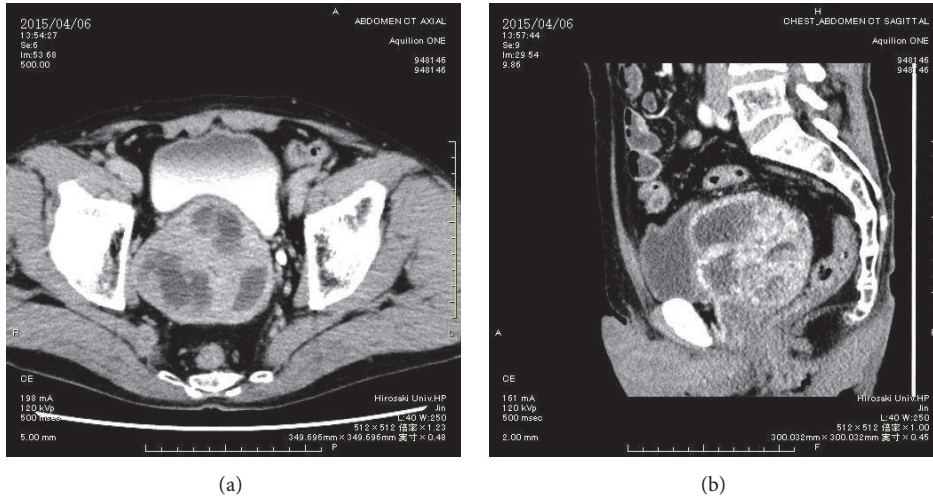 A
2015/04/06
13:54:27
Se:6
Im:53 68
500.00
ABDOMEN CT AXIAL
Aquilion ONE
948146
948146
R
L
CE
198 mA
120 kVp
500 msec
5.00 mm
Hirosaki Univ.HP
Jin
L:40 W:250
512×512 倍率×1.23
349.696mm×349.696mm 実寸×0.48
P
(a)
H
2015/04/06
13:57:44
Se:9
Im:29 54
9.86
CHEST_ABDOMEN CT SAGITTAL
Aquilion ONE
948146
948146
A
CE
161 mA
120 kVp
500 msec
2.00 mm
Hirosaki Univ.HP
Jin
L:40 W:250
512×512 倍率×1.00
300.032mm×300.032mm 実寸×0.45
F
(b)